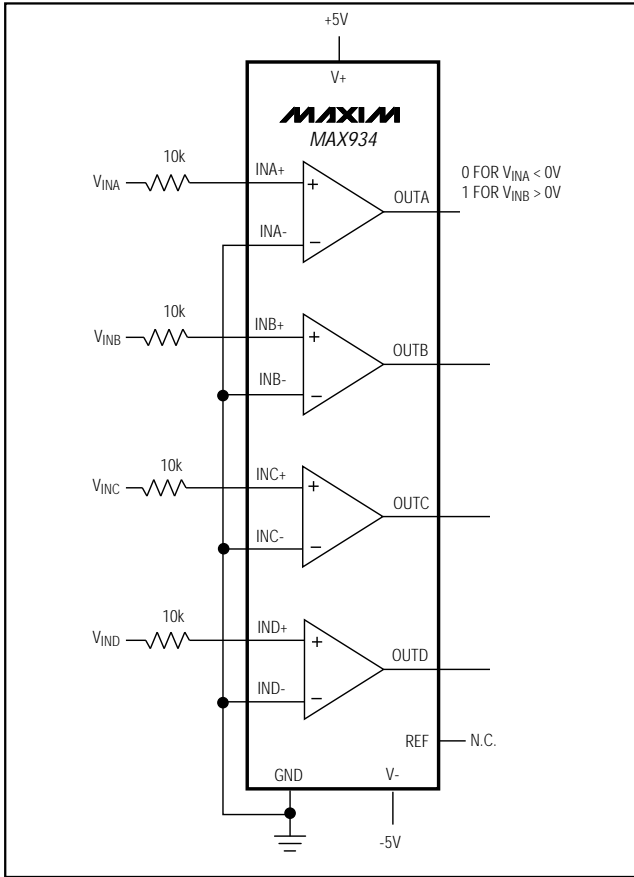 +5V
V+
MAXIM
MAX934
10k
VINA
INA+
+
OUTA
0 FOR VINA < 0V
1 FOR VINB > 0V
INA-
−
10k
VINB
INB+
+
OUTB
INB-
−
10k
VINC
INC+
+
OUTC
INC-
−
10k
VIND
IND+
+
OUTD
IND-
−
REF
N.C.
GND
V-
-5V